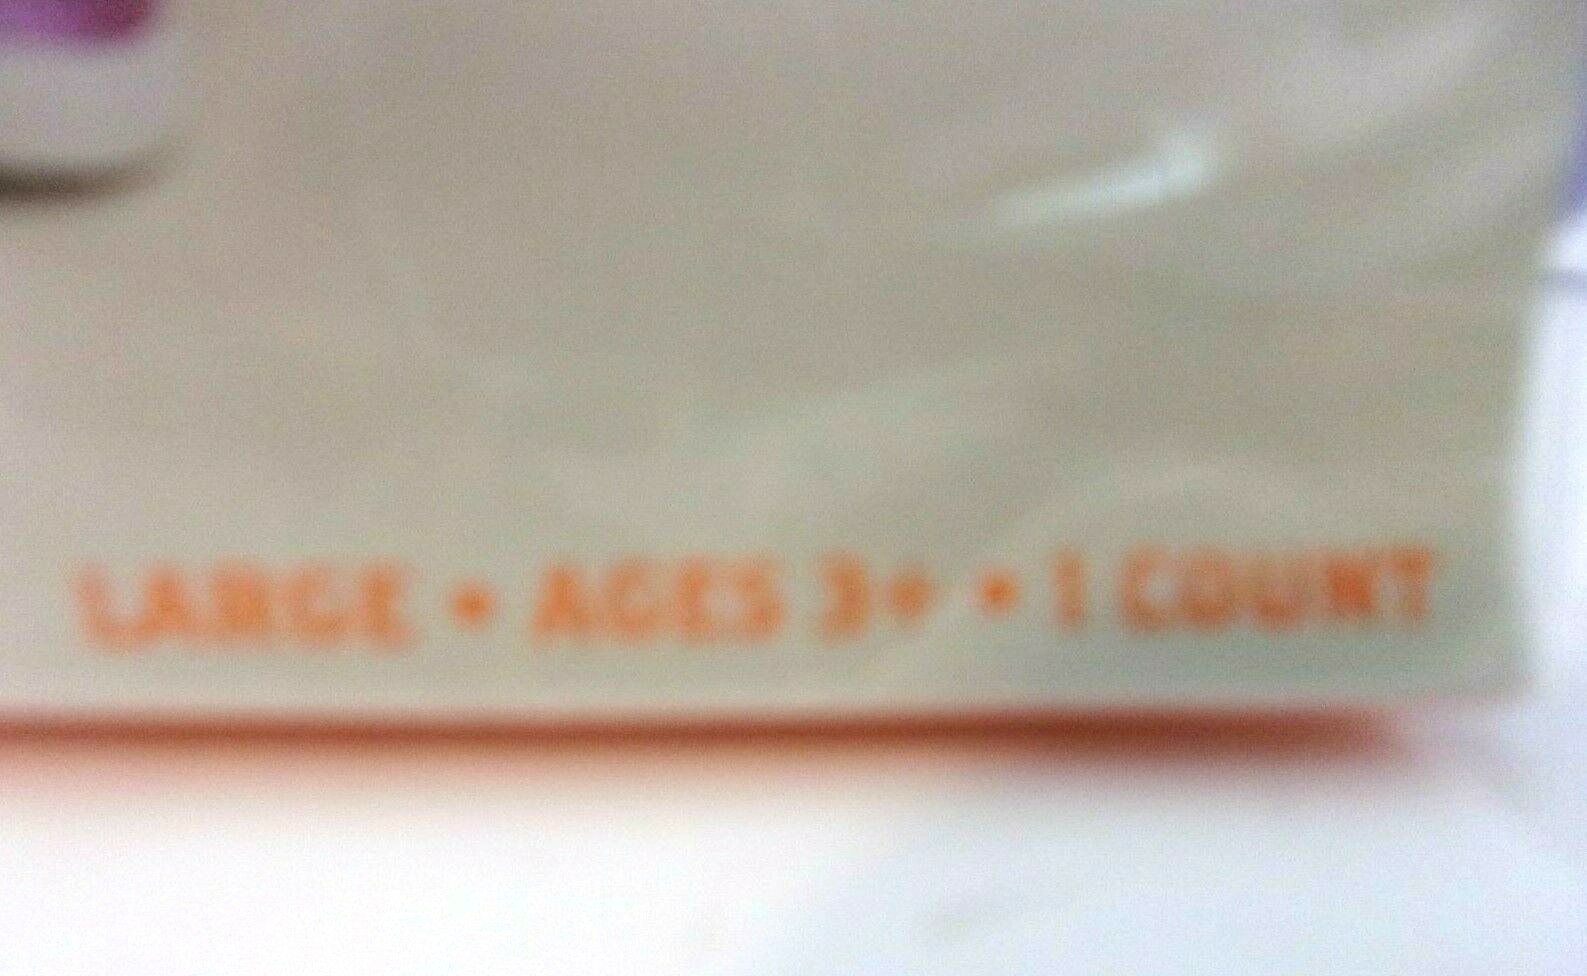 LARGE • AGES 3+ • 1 COUNT